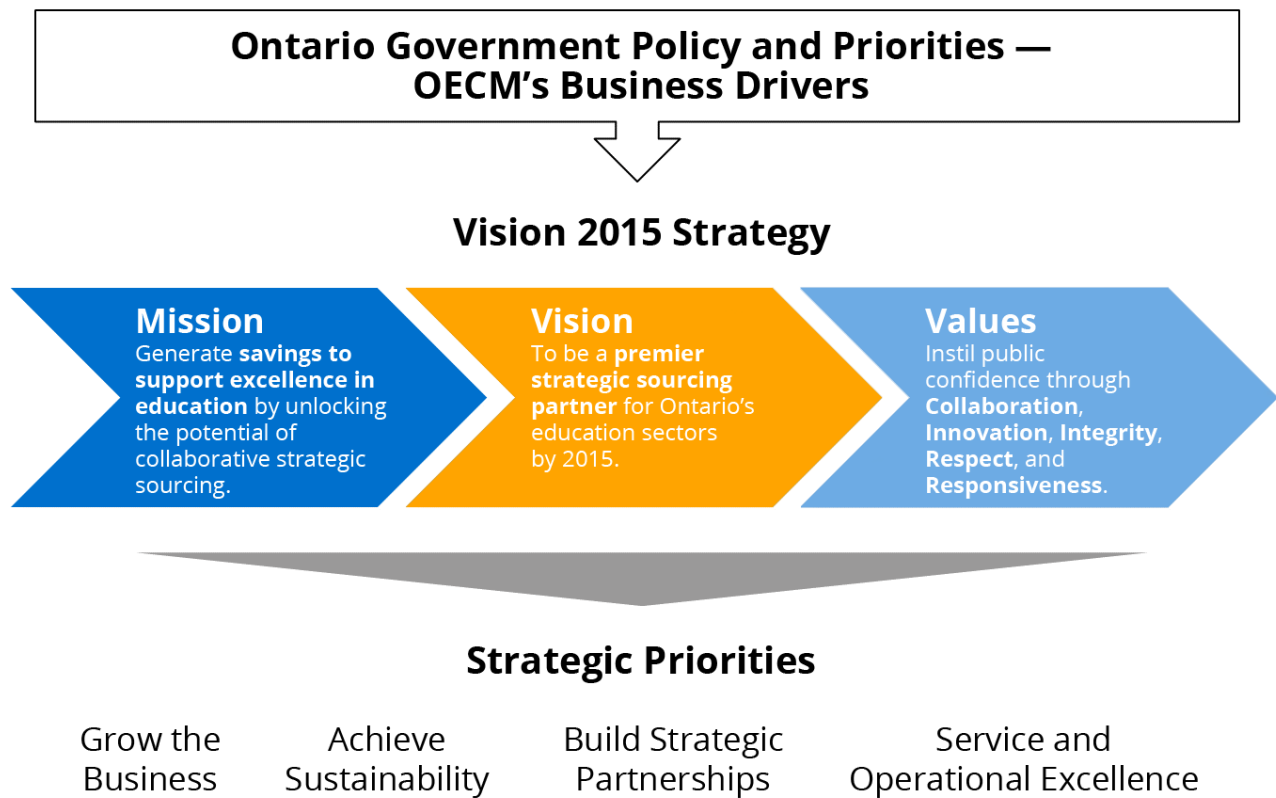 Ontario Government Policy and Priorities —
OECM’s Business Drivers
Vision 2015 Strategy
Mission
Generate savings to
support excellence in
education by unlocking
the potential of
collaborative strategic
sourcing.
Vision
To be a premier
strategic sourcing
partner for Ontario’s
education sectors
by 2015.
Values
Instil public
confidence through
Collaboration,
Innovation, Integrity,
Respect, and
Responsiveness.
Strategic Priorities
Grow the
Business
Achieve
Sustainability
Build Strategic
Partnerships
Service and
Operational Excellence